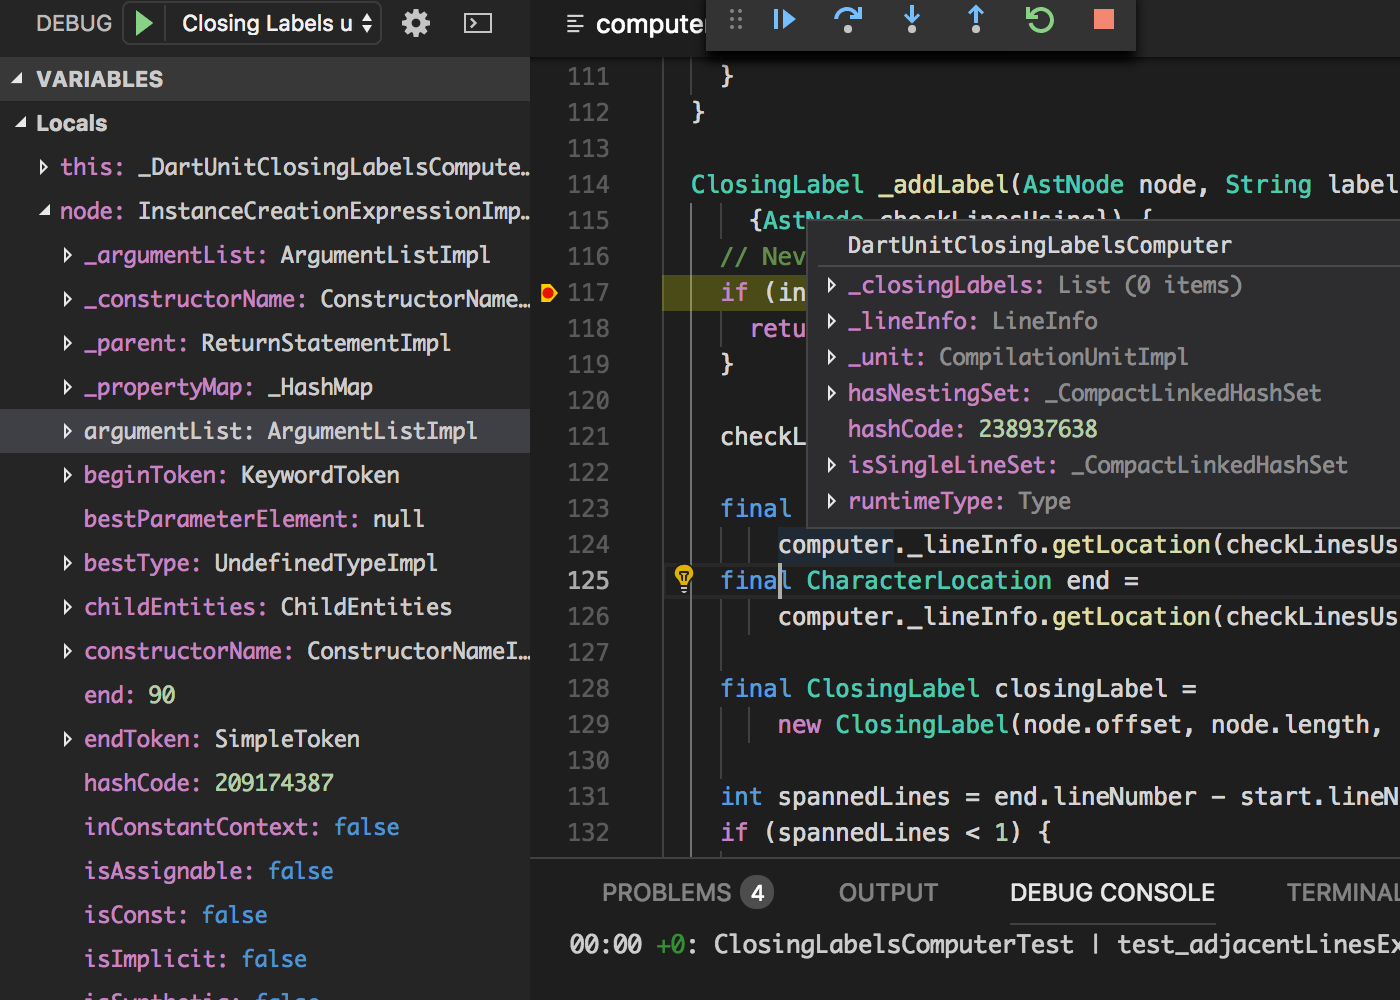 DEBUG Closing Labels u
VARIABLES
Locals
this: _DartUnitClosingLabelsCompute…
node: InstanceCreationExpressionImp…
_argumentList: ArgumentListImpl
_constructorName: ConstructorName…
_parent: ReturnStatementImpl
_propertyMap: _HashMap
argumentList: ArgumentListImpl
beginToken: KeywordToken
bestParameterElement: null
bestType: UndefinedTypeImpl
childEntities: ChildEntities
constructorName: ConstructorNameI…
end: 90
endToken: SimpleToken
hashCode: 209174387
inConstantContext: false
isAssignable: false
isConst: false
isImplicit: false
isSynthetic: false
computer
111 }
112 }
113
114 ClosingLabel _addLabel(AstNode node, String label
115 {AstNode checkLinesUsing}) {
116 // Nev
117 if (in
118 retu
119 }
120
121 checkL
122
123 final
124 computer._lineInfo.getLocation(checkLinesUs
125 final CharacterLocation end =
126 computer._lineInfo.getLocation(checkLinesUs
127
128 final ClosingLabel closingLabel =
129 new ClosingLabel(node.offset, node.length,
130
131 int spannedLines = end.lineNumber - start.lineN
132 if (spannedLines < 1) {
DartUnitClosingLabelsComputer
_closingLabels: List (0 items)
_lineInfo: LineInfo
_unit: CompilationUnitImpl
hasNestingSet: _CompactLinkedHashSet
hashCode: 238937638
isSingleLineSet: _CompactLinkedHashSet
runtimeType: Type
PROBLEMS 4 OUTPUT DEBUG CONSOLE TERMINAL
00:00 +0: ClosingLabelsComputerTest | test_adjacentLinesEx